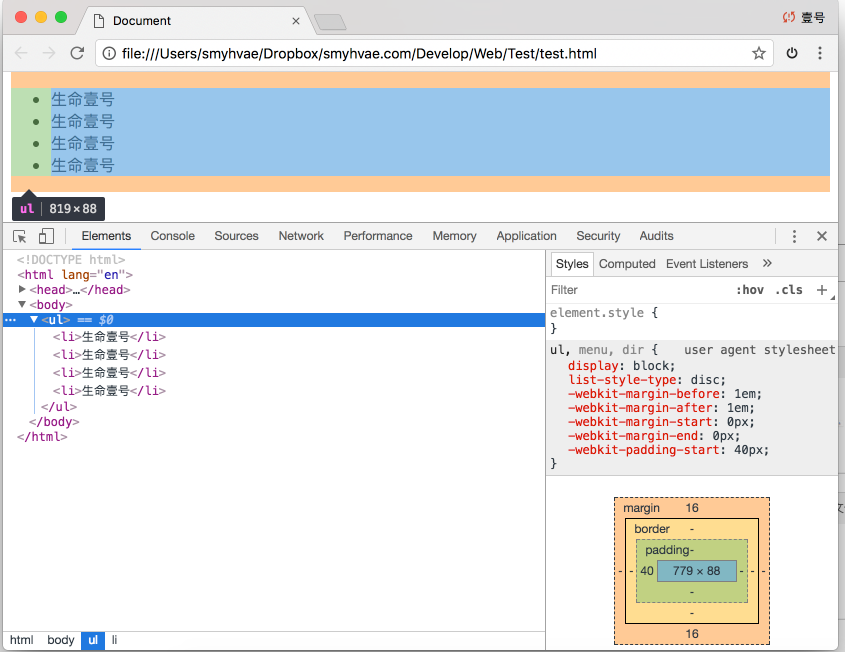 Document
壹号
file:///Users/smyhvae/Dropbox/smyhvae.com/Develop/Web/Test/test.html
生命壹号
生命壹号
生命壹号
生命壹号
ul 819×88
Elements Console Sources Network Performance Memory Application Security Audits
<!DOCTYPE html>
<html lang="en">
<head>…</head>
<body>
… <ul> == $0
<li>生命壹号</li>
<li>生命壹号</li>
<li>生命壹号</li>
<li>生命壹号</li>
</ul>
</body>
</html>
html body ul li
Styles Computed Event Listeners »
Filter :hov .cls +
element.style {
}
ul, menu, dir { user agent stylesheet
display: block;
list-style-type: disc;
-webkit-margin-before: 1em;
-webkit-margin-after: 1em;
-webkit-margin-start: 0px;
-webkit-margin-end: 0px;
-webkit-padding-start: 40px;
}
margin 16
border -
padding-
- - 40 779 × 88 - - -
-
-
16